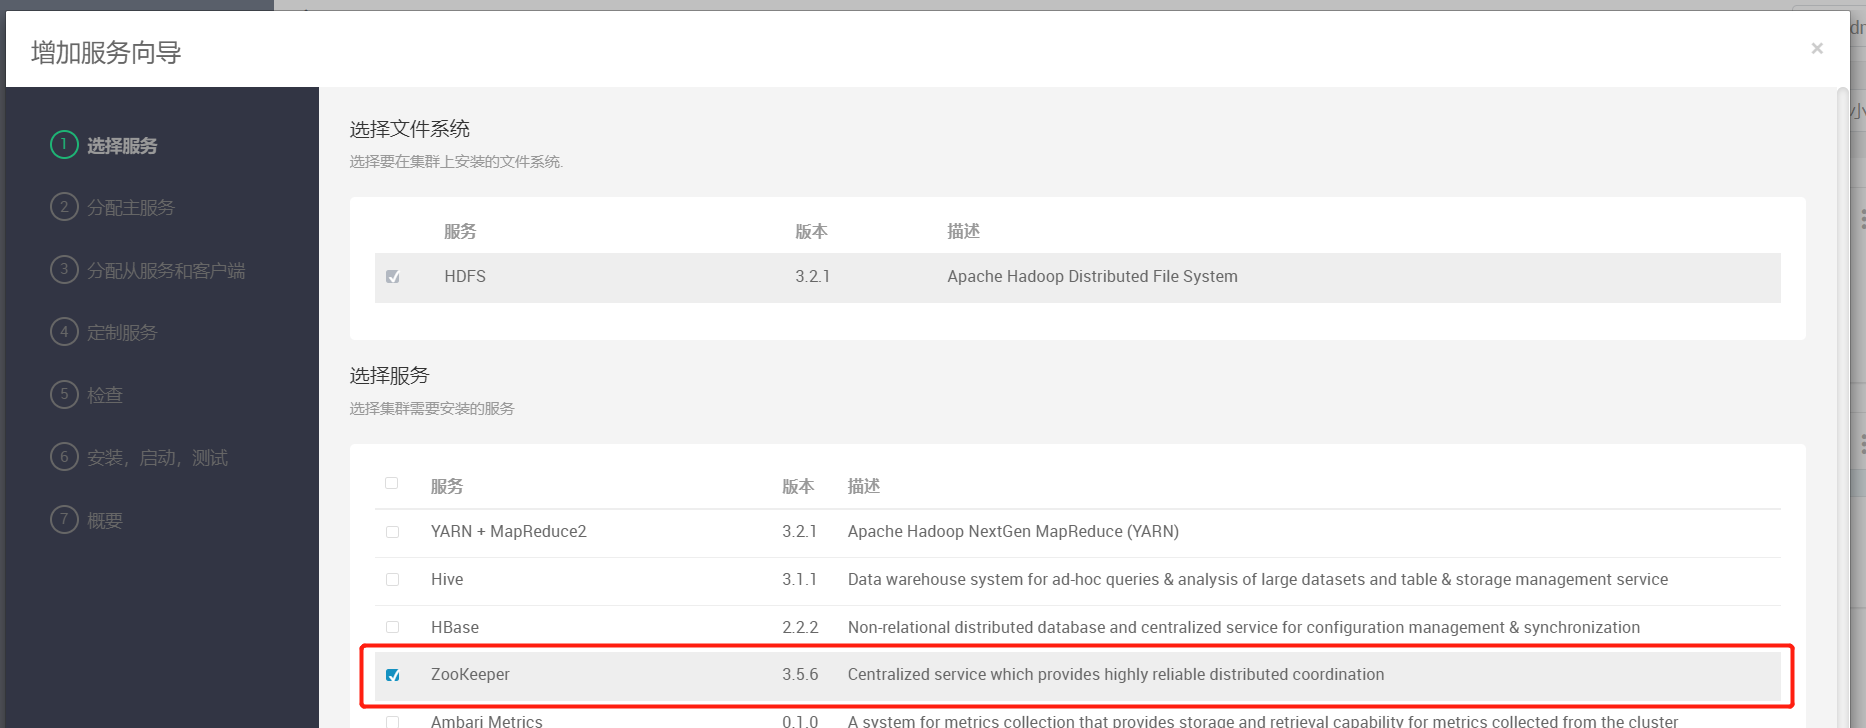 增加服务向导
×
1 选择服务
2 分配主服务
3 分配从服务和客户端
4 定制服务
5 检查
6 安装，启动，测试
7 概要
选择文件系统
选择要在集群上安装的文件系统.
服务 版本 描述
HDFS 3.2.1 Apache Hadoop Distributed File System
选择服务
选择集群需要安装的服务
服务 版本 描述
YARN + MapReduce2 3.2.1 Apache Hadoop NextGen MapReduce (YARN)
Hive 3.1.1 Data warehouse system for ad-hoc queries & analysis of large datasets and table & storage management service
HBase 2.2.2 Non-relational distributed database and centralized service for configuration management & synchronization
ZooKeeper 3.5.6 Centralized service which provides highly reliable distributed coordination
Ambari Metrics 0.1.0 A system for metrics collection that provides storage and retrieval capability for metrics collected from the cluster